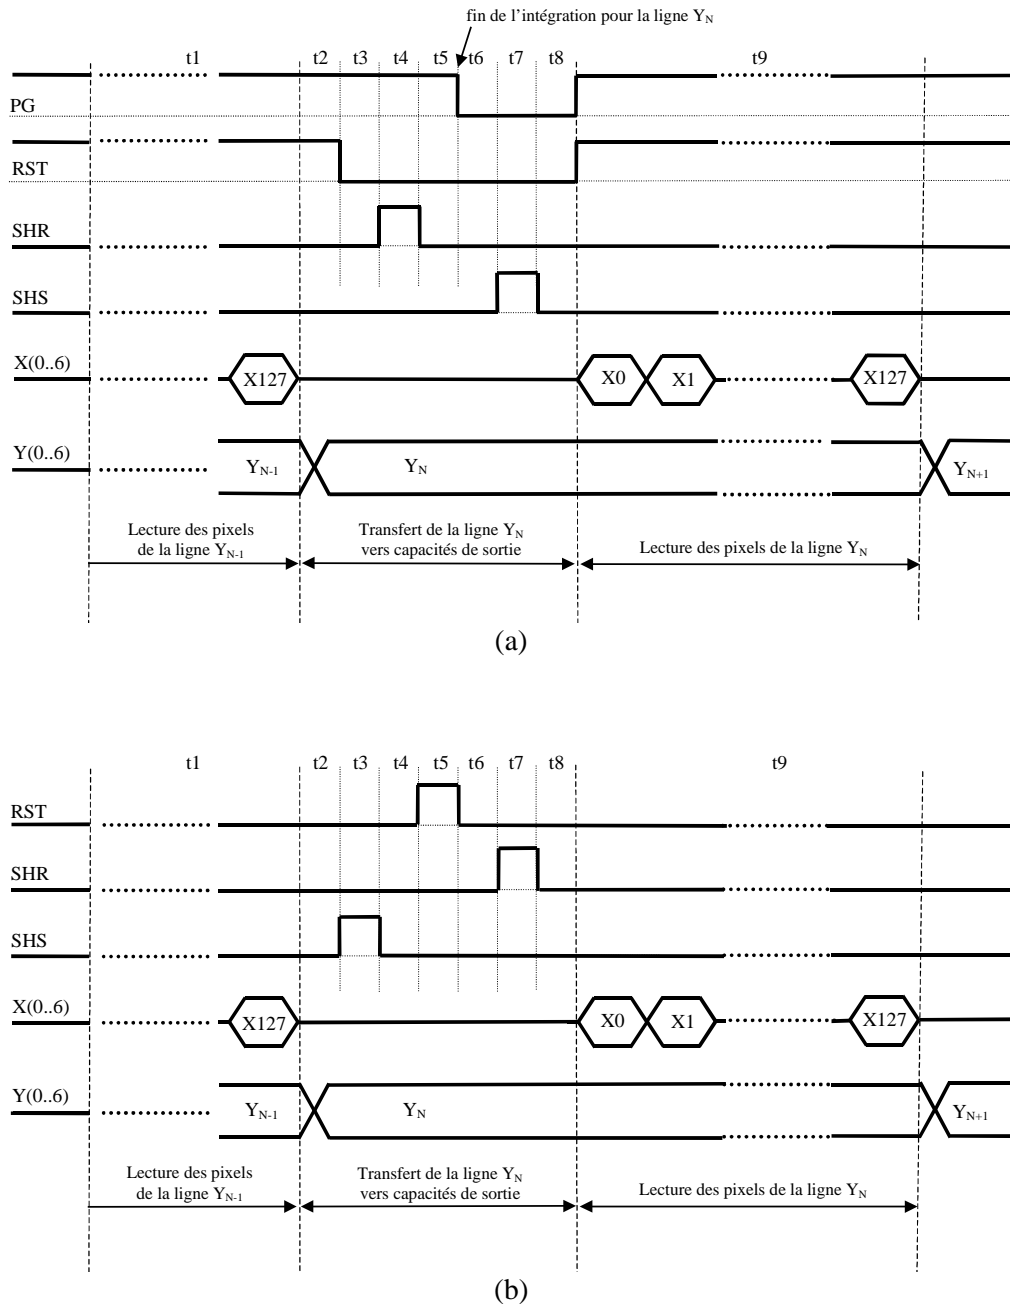 fin de l'intégration pour la ligne Y_N
t1 t2 t3 t4 t5 t6 t7 t8 t9
PG
RST
SHR
SHS
X(0..6) X127 X0 X1 X127
Y(0..6) Y_N-1 Y_N Y_N+1
Lecture des pixels
de la ligne Y_N-1
Transfert de la ligne Y_N
vers capacités de sortie
Lecture des pixels de la ligne Y_N
(a)
t1 t2 t3 t4 t5 t6 t7 t8 t9
RST
SHR
SHS
X(0..6) X127 X0 X1 X127
Y(0..6) Y_N-1 Y_N Y_N+1
Lecture des pixels
de la ligne Y_N-1
Transfert de la ligne Y_N
vers capacités de sortie
Lecture des pixels de la ligne Y_N
(b)